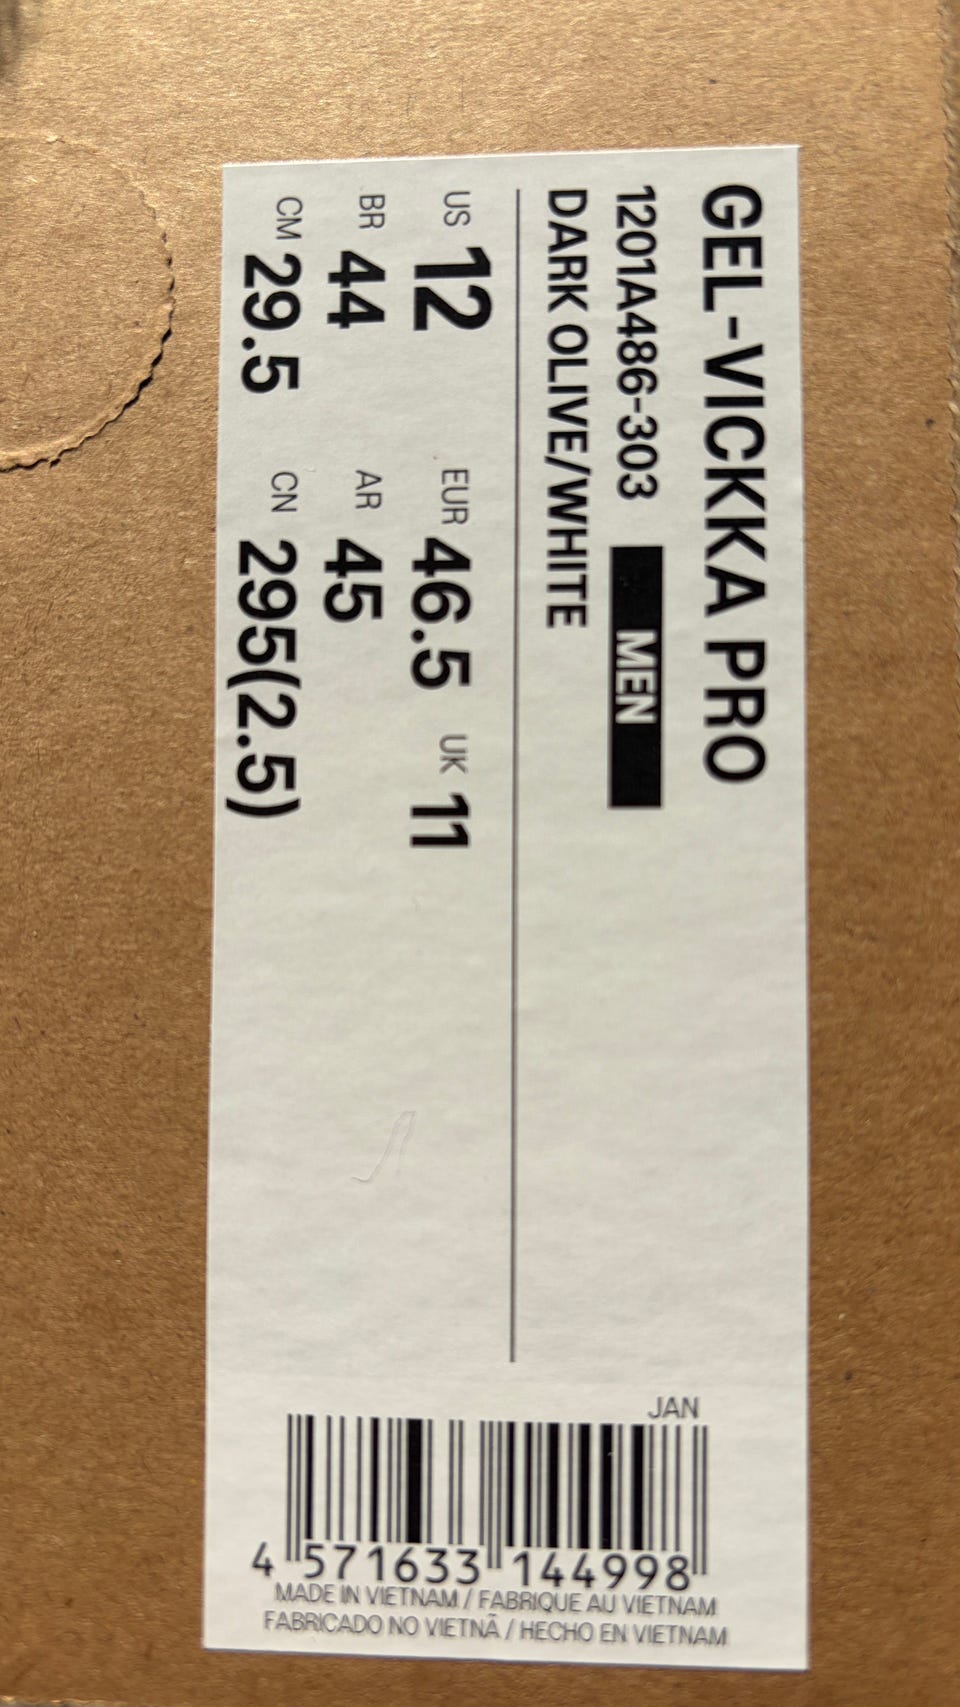 GEL-VICKKA PRO
1201A486-303 MEN
DARK OLIVE/WHITE
US 12 EUR 46.5 UK 11
BR 44 AR 45
CM 29.5 CN 295(2.5)
JAN
4 571633 144998
MADE IN VIETNAM / FABRIQUE AU VIETNAM
FABRICADO NO VIETNÃ / HECHO EN VIETNAM